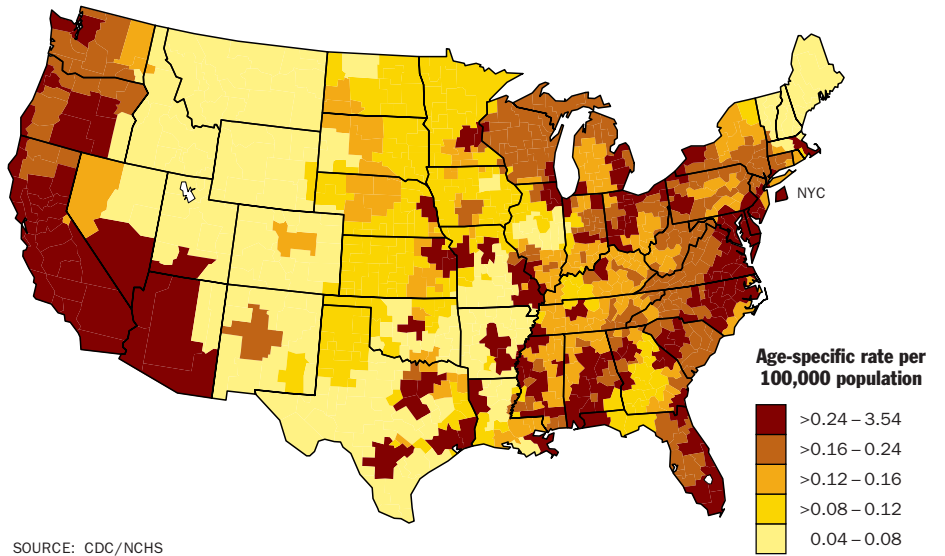 NYC
Age-specific rate per
100,000 population
>0.24 – 3.54
>0.16 – 0.24
>0.12 – 0.16
>0.08 – 0.12
0.04 – 0.08
SOURCE: CDC/NCHS